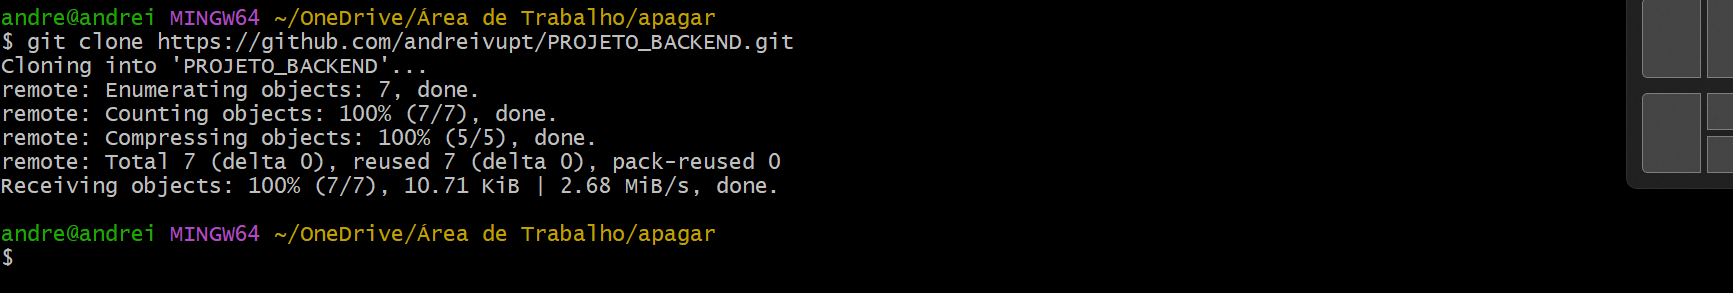 andre@andrei MINGW64 ~/OneDrive/Área de Trabalho/apagar
$ git clone https://github.com/andreivupt/PROJETO_BACKEND.git
Cloning into 'PROJETO_BACKEND'...
remote: Enumerating objects: 7, done.
remote: Counting objects: 100% (7/7), done.
remote: Compressing objects: 100% (5/5), done.
remote: Total 7 (delta 0), reused 7 (delta 0), pack-reused 0
Receiving objects: 100% (7/7), 10.71 KiB | 2.68 MiB/s, done.
andre@andrei MINGW64 ~/OneDrive/Área de Trabalho/apagar
$